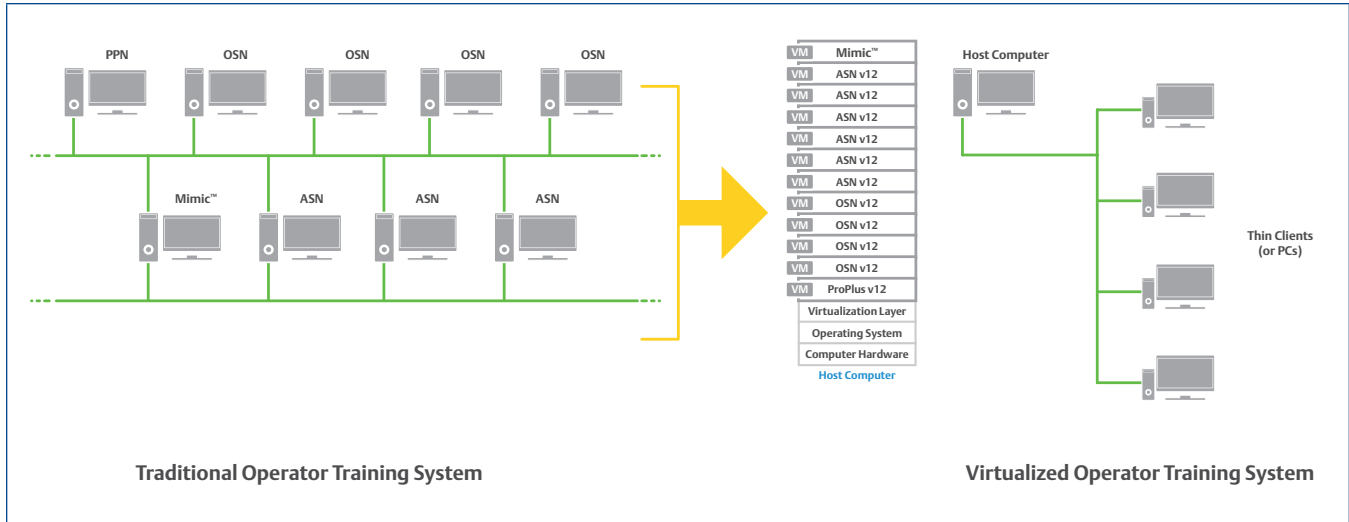 PPN
OSN
OSN
OSN
OSN
Mimic™
ASN
ASN
ASN
VM Mimic™
VM ASN v12
VM ASN v12
VM ASN v12
VM ASN v12
VM ASN v12
VM ASN v12
VM OSN v12
VM OSN v12
VM OSN v12
VM OSN v12
VM ProPlus v12
Virtualization Layer
Operating System
Computer Hardware
Host Computer
Host Computer
Thin Clients
(or PCs)
Traditional Operator Training System
Virtualized Operator Training System